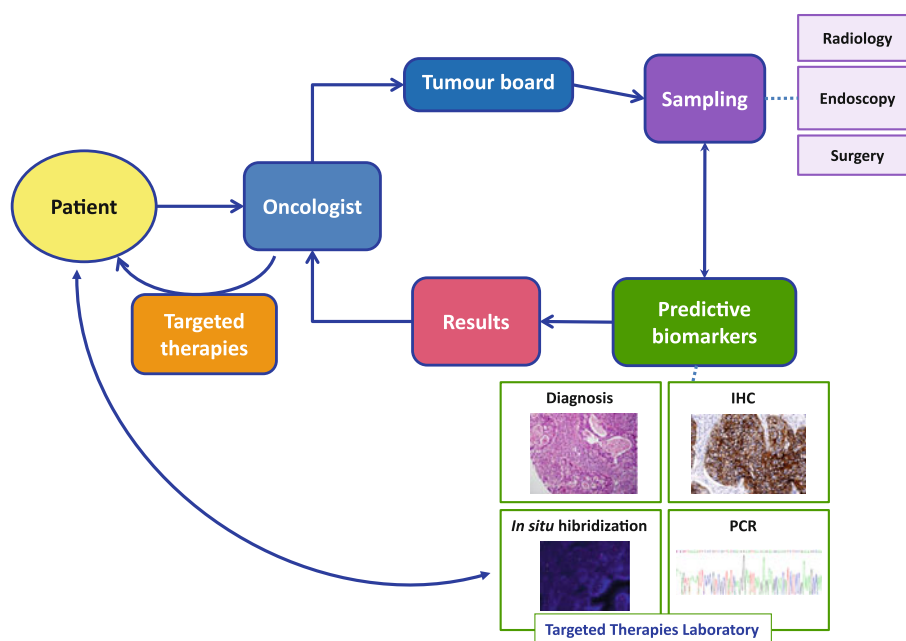 Radiology
Tumour board
Sampling
Endoscopy
Surgery
Patient
Oncologist
Targeted
therapies
Results
Predictive
biomarkers
Diagnosis
IHC
In situ hybridization
PCR
Targeted Therapies Laboratory